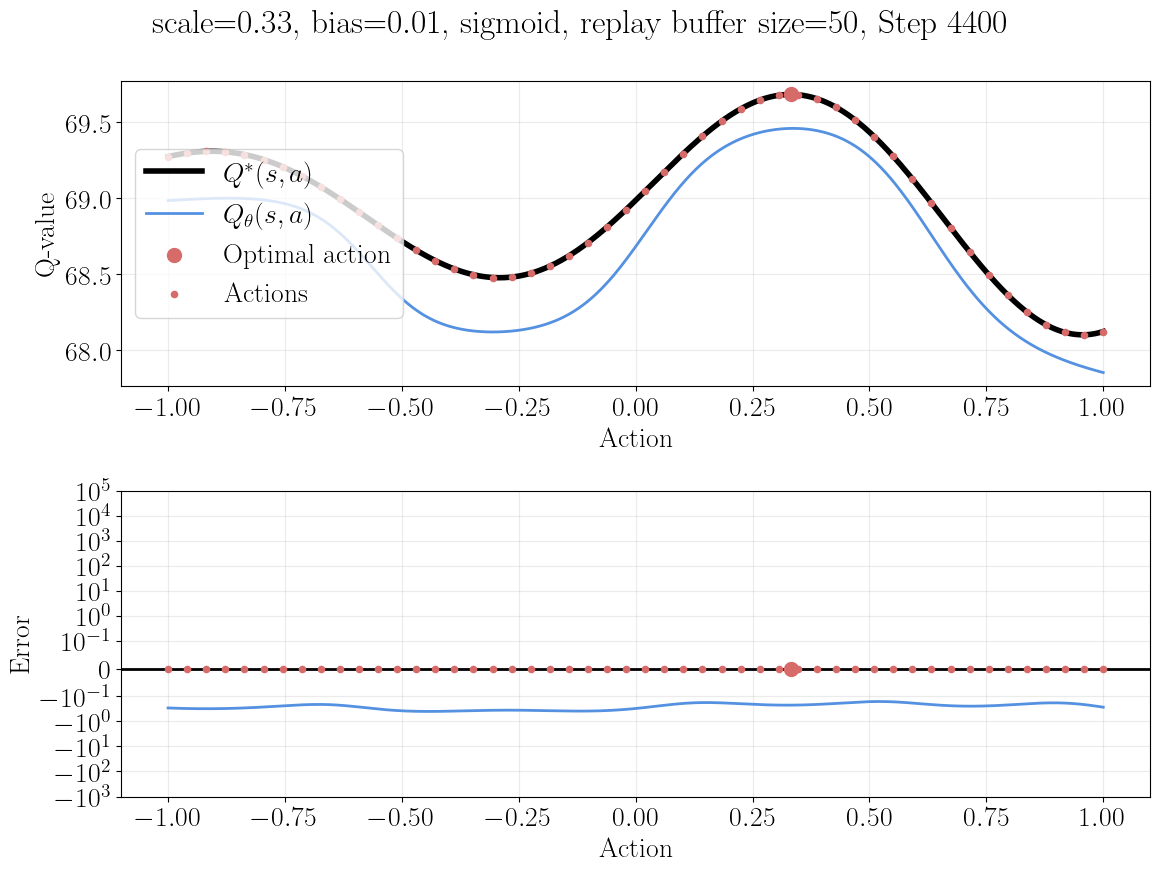 scale=0.33, bias=0.01, sigmoid, replay buffer size=50, Step 4400
69.5
69.0
68.5
68.0
Q-value
Q*(s, a)
Q_θ(s, a)
Optimal action
Actions
−1.00 −0.75 −0.50 −0.25 0.00 0.25 0.50 0.75 1.00
Action
10^5
10^4
10^3
10^2
10^1
10^0
10^−1
0
−10^−1
−10^0
−10^1
−10^2
−10^3
Error
−1.00 −0.75 −0.50 −0.25 0.00 0.25 0.50 0.75 1.00
Action